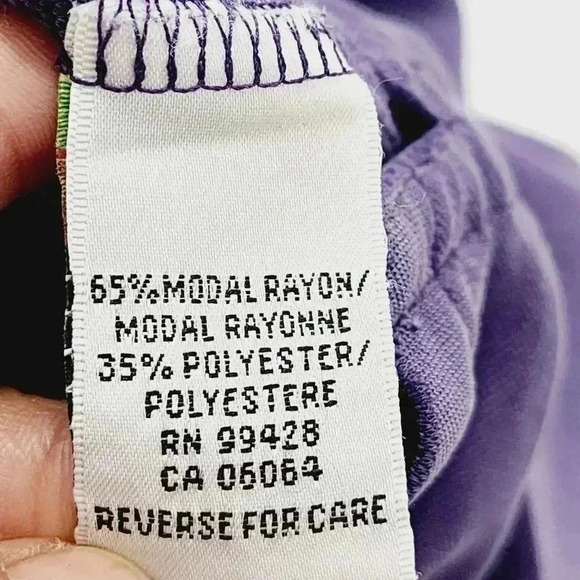 65% MODAL RAYON/
MODAL RAYONNE
35% POLYESTER/
POLYESTERE
RN 99428
CA 06064
REVERSE FOR CARE